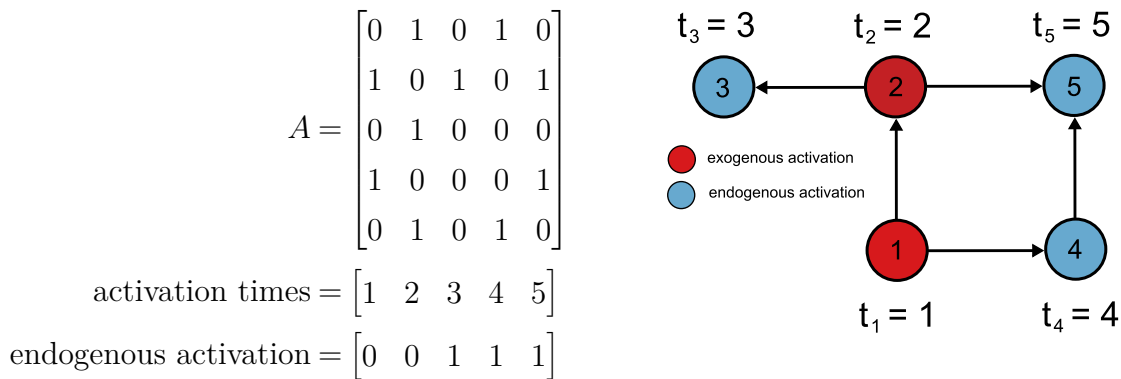 A = [0 1 0 1 0
1 0 1 0 1
0 1 0 0 0
1 0 0 0 1
0 1 0 1 0]
activation times = [1 2 3 4 5]
endogenous activation = [0 0 1 1 1]
t₃ = 3 t₂ = 2 t₅ = 5
3 2 5
exogenous activation
endogenous activation
1 4
t₁ = 1 t₄ = 4